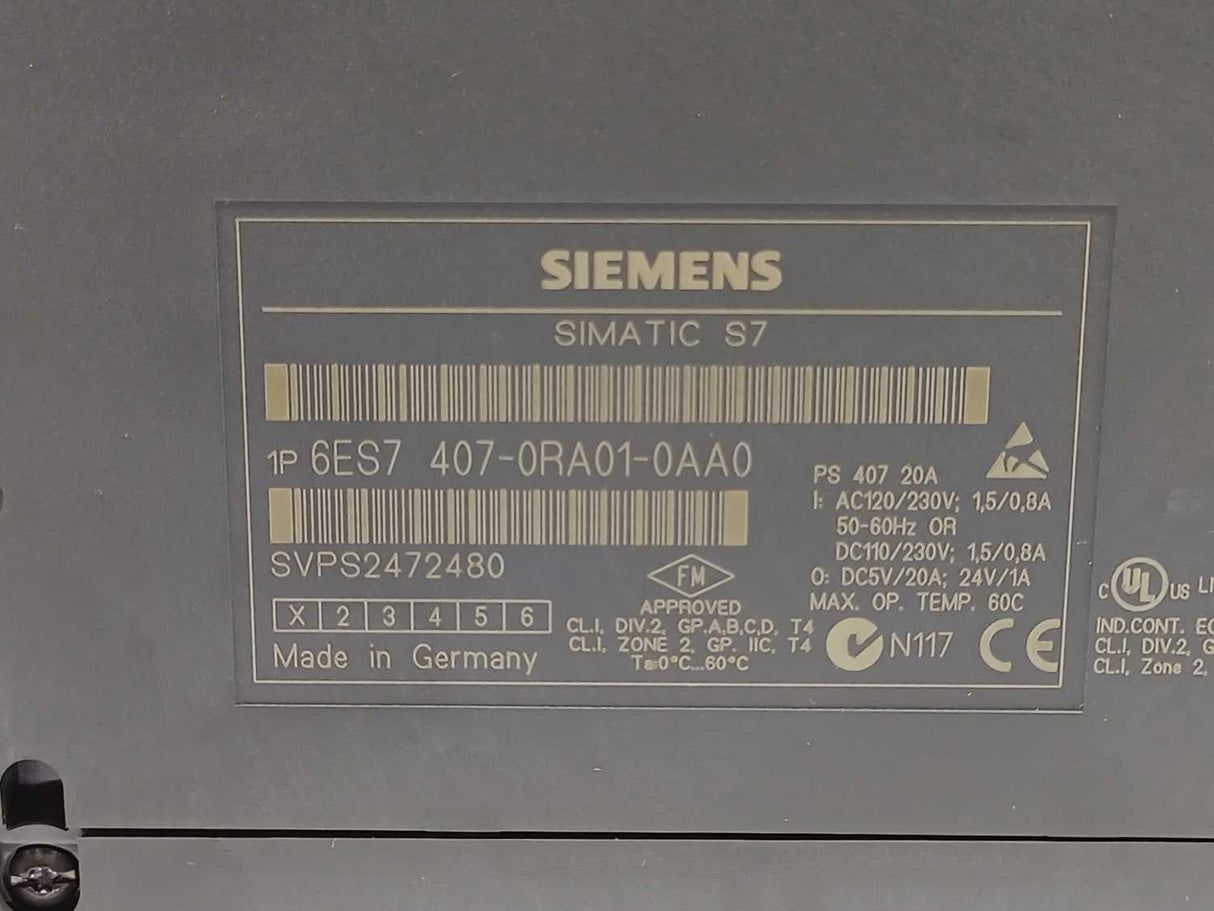 SIEMENS
SIMATIC S7
1P 6ES7 407-0RA01-0AA0
SVPS2472480
X 2 3 4 5 6
Made in Germany
FM
APPROVED
CL.I, DIV.2, GP.A,B,C,D, T4
CL.I, ZONE 2, GP. IIC, T4
Ta:0°C...60°C
PS 407 20A
I: AC120/230V; 1,5/0,8A
50-60Hz OR
DC110/230V; 1,5/0,8A
O: DC5V/20A; 24V/1A
MAX. OP. TEMP. 60C
N117
CE
C UL US
IND.CONT.
CL.I, DIV.2,
CL.I, Zone 2,